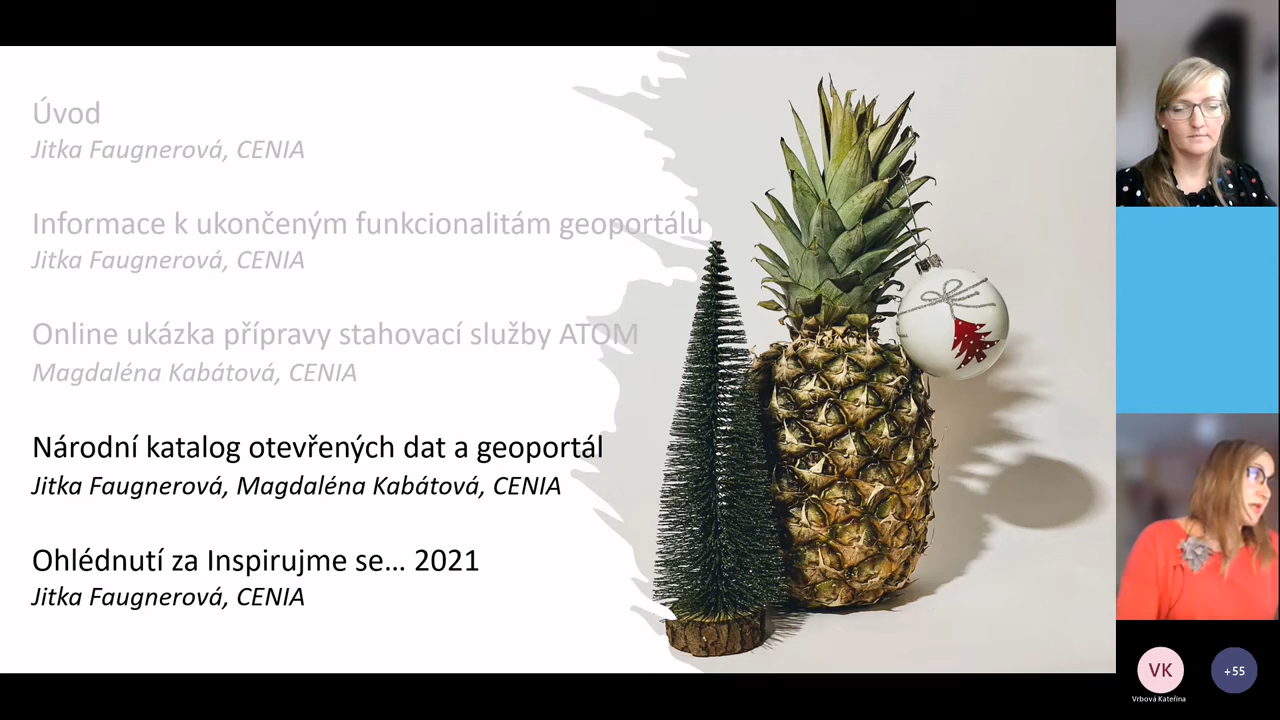 Úvod
Jitka Faugnerová, CENIA
Informace k ukončeným funkcionalitám geoportálu
Jitka Faugnerová, CENIA
Online ukázka přípravy stahovací služby ATOM
Magdaléna Kabátová, CENIA
Národní katalog otevřených dat a geoportál
Jitka Faugnerová, Magdaléna Kabátová, CENIA
Ohlédnutí za Inspirujme se... 2021
Jitka Faugnerová, CENIA
VK
+55
Vrbová Kateřina